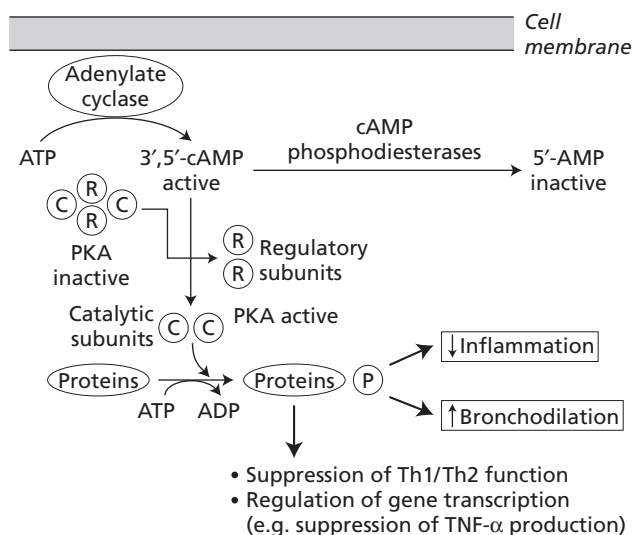 Cell
membrane
Adenylate
cyclase
ATP
3′,5′-cAMP
active
cAMP
phosphodiesterases
5′-AMP
inactive
C R R C
PKA
inactive
R
R
Regulatory
subunits
Catalytic
subunits
C C
PKA active
Proteins
ATP
ADP
Proteins
P
↓Inflammation
↑Bronchodilation
• Suppression of Th1/Th2 function
• Regulation of gene transcription
(e.g. suppression of TNF-α production)